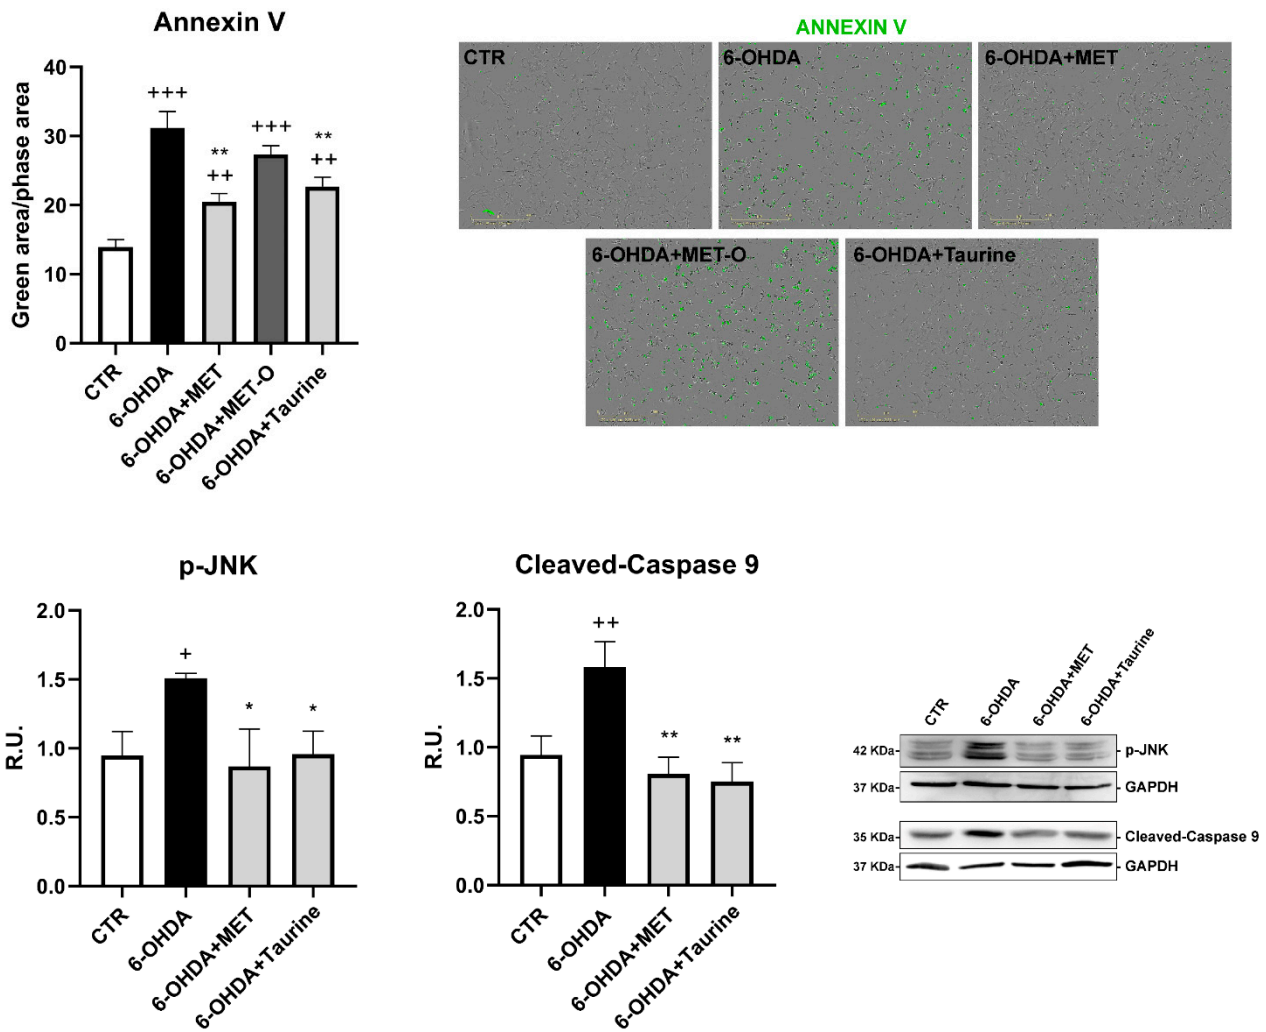 Annexin V
Green area/phase area
40
30
20
10
0
+++
**
++
+++
**
++
CTR
6-OHDA
6-OHDA+MET
6-OHDA+MET-O
6-OHDA+Taurine
ANNEXIN V
CTR
6-OHDA
6-OHDA+MET
6-OHDA+MET-O
6-OHDA+Taurine
p-JNK
R.U.
2.0
1.5
1.0
0.5
0.0
+
*
*
CTR
6-OHDA
6-OHDA+MET
6-OHDA+Taurine
Cleaved-Caspase 9
R.U.
2.0
1.5
1.0
0.5
0.0
++
**
**
CTR
6-OHDA
6-OHDA+MET
6-OHDA+Taurine
CTR
6-OHDA
6-OHDA+MET
6-OHDA+Taurine
42 KDa- -p-JNK
37 KDa- -GAPDH
35 KDa- -Cleaved-Caspase 9
37 KDa- -GAPDH